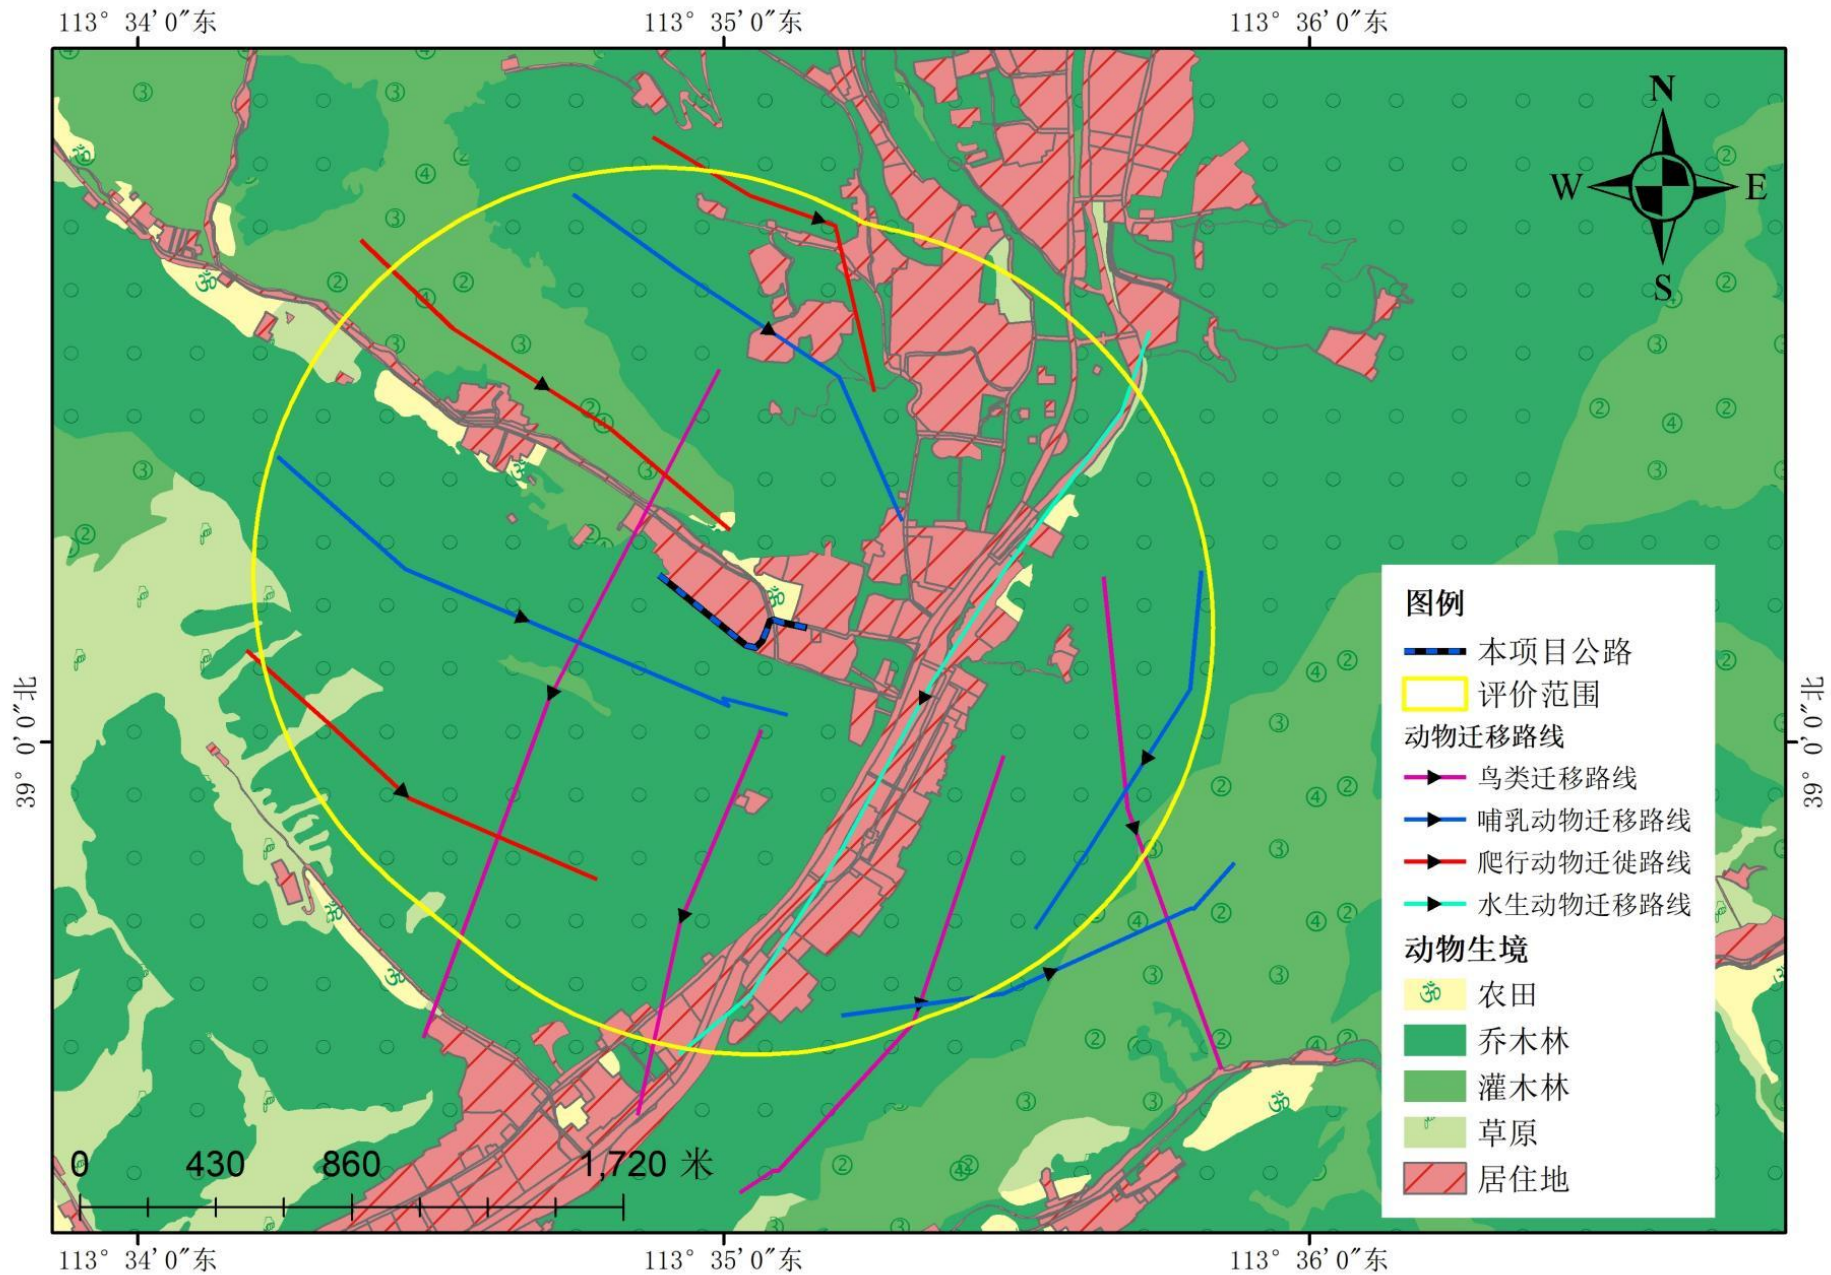 113° 34′0″东 113° 35′0″东 113° 36′0″东
N
W E
S
39° 0′0″北
39° 0′0″北
图例
本项目公路
评价范围
动物迁移路线
鸟类迁移路线
哺乳动物迁移路线
爬行动物迁徙路线
水生动物迁移路线
动物生境
农田
乔木林
灌木林
草原
居住地
0 430 860 1,720 米
113° 34′0″东 113° 35′0″东 113° 36′0″东